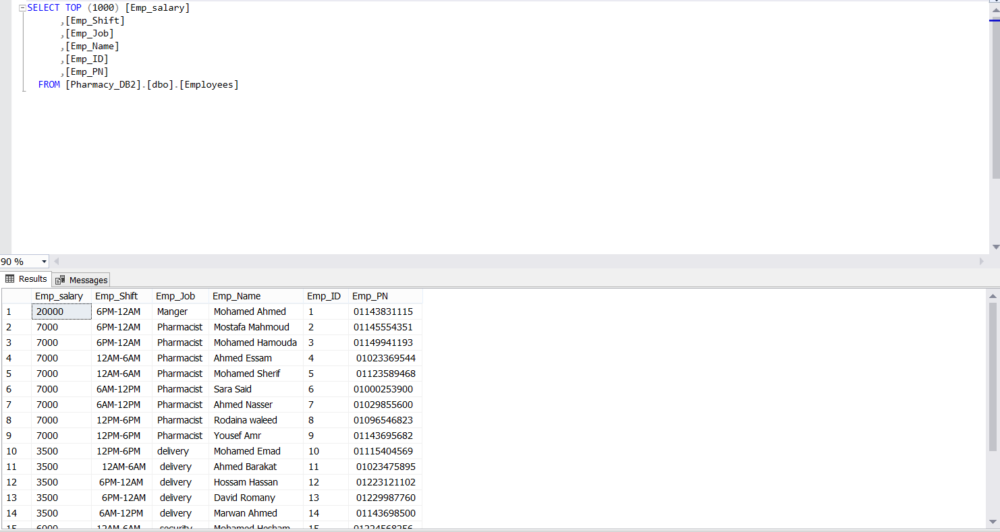 SELECT TOP (1000) [Emp_salary]
,[Emp_Shift]
,[Emp_Job]
,[Emp_Name]
,[Emp_ID]
,[Emp_PN]
FROM [Pharmacy_DB2].[dbo].[Employees]
90 %
Results Messages
Emp_salary Emp_Shift Emp_Job Emp_Name Emp_ID Emp_PN
1 20000 6PM-12AM Manger Mohamed Ahmed 1 01143831115
2 7000 6PM-12AM Pharmacist Mostafa Mahmoud 2 01145554351
3 7000 6PM-12AM Pharmacist Mohamed Hamouda 3 01149941193
4 7000 12AM-6AM Pharmacist Ahmed Essam 4 01023369544
5 7000 12AM-6AM Pharmacist Mohamed Sherif 5 01123589468
6 7000 6AM-12PM Pharmacist Sara Said 6 01000253900
7 7000 6AM-12PM Pharmacist Ahmed Nasser 7 01029855600
8 7000 12PM-6PM Pharmacist Rodaina waleed 8 01096546823
9 7000 12PM-6PM Pharmacist Yousef Amr 9 01143695682
10 3500 12PM-6PM delivery Mohamed Emad 10 01115404569
11 3500 12AM-6AM delivery Ahmed Barakat 11 01023475895
12 3500 6PM-12AM delivery Hossam Hassan 12 01223121102
13 3500 6PM-12AM delivery David Romany 13 01229987760
14 3500 6AM-12PM delivery Marwan Ahmed 14 01143698500
15 6000 12AM-6AM security Mohamed Hesham 15